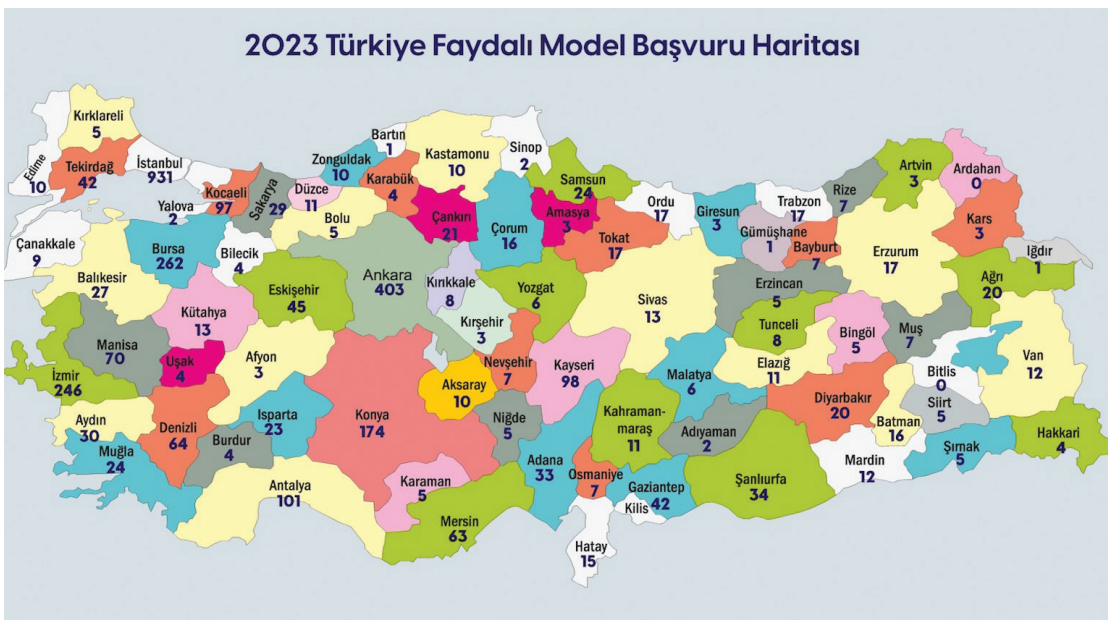 2023 Türkiye Faydalı Model Başvuru Haritası
Kırklareli
5
Edirne
10
Tekirdağ
42
İstanbul
931
Kocaeli
97
Yalova
2
Sakarya
29
Düzce
11
Zonguldak
10
Bartın
1
Karabük
4
Kastamonu
10
Sinop
2
Samsun
24
Çankırı
21
Çorum
16
Amasya
3
Tokat
17
Ordu
17
Giresun
3
Trabzon
17
Gümüşhane
1
Bayburt
7
Rize
7
Artvin
3
Ardahan
0
Kars
3
Iğdır
1
Erzurum
17
Ağrı
20
Çanakkale
9
Balıkesir
27
Bursa
262
Bilecik
4
Bolu
5
Eskişehir
45
Ankara
403
Kırıkkale
8
Kırşehir
3
Yozgat
6
Sivas
13
Erzincan
5
Tunceli
8
Bingöl
5
Muş
7
Bitlis
0
Van
12
Kütahya
13
Manisa
70
Uşak
4
Afyon
3
İzmir
246
Aydın
30
Denizli
64
Muğla
24
Burdur
4
Isparta
23
Antalya
101
Konya
174
Aksaray
10
Nevşehir
7
Kayseri
98
Niğde
5
Karaman
5
Mersin
63
Adana
33
Kahraman-
maraş
11
Osmaniye
7
Malatya
6
Elazığ
11
Adıyaman
2
Diyarbakır
20
Batman
16
Siirt
5
Şırnak
5
Hakkari
4
Mardin
12
Şanlıurfa
34
Gaziantep
42
Kilis
Hatay
15